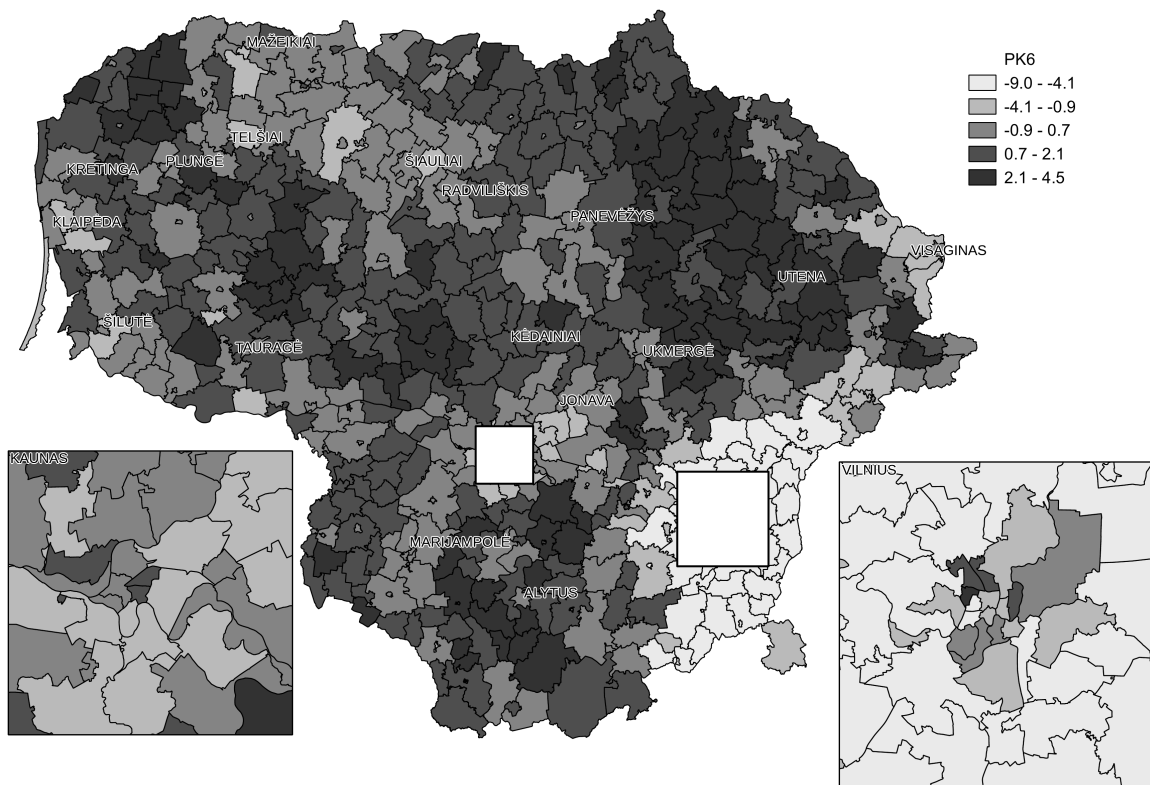 MAŽEIKIAI
PK6
-9.0 - -4.1
-4.1 - -0.9
-0.9 - 0.7
0.7 - 2.1
2.1 - 4.5
TELŠIAI
KRETINGA
PLUNGĖ
ŠIAULIAI
RADVILIŠKIS
PANEVĖŽYS
KLAIPĖDA
VISAGINAS
UTENA
ŠILUTĖ
TAURAGĖ
KĖDAINIAI
UKMERGĖ
JONAVA
KAUNAS
VILNIUS
MARIJAMPOLĖ
ALYTUS